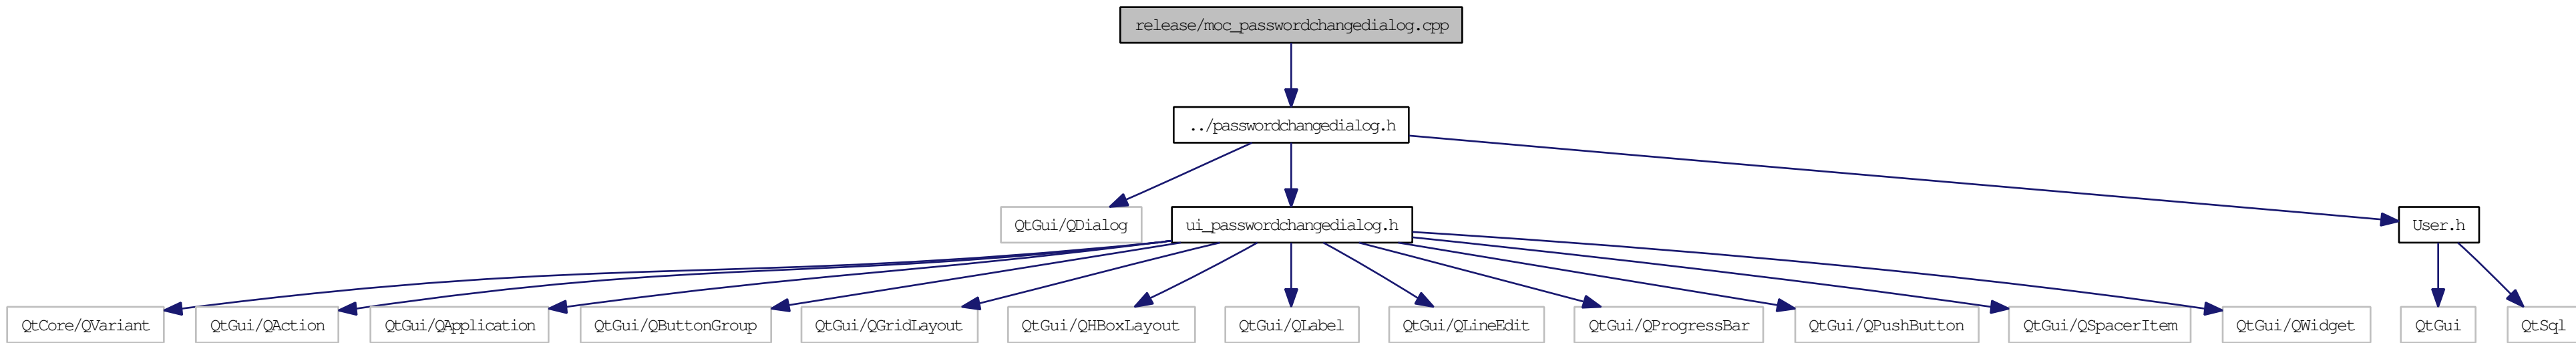 release/moc_passwordchangedialog.cpp
../passwordchangedialog.h
QtGui/QDialog
ui_passwordchangedialog.h
User.h
QtCore/QVariant
QtGui/QAction
QtGui/QApplication
QtGui/QButtonGroup
QtGui/QGridLayout
QtGui/QHBoxLayout
QtGui/QLabel
QtGui/QLineEdit
QtGui/QProgressBar
QtGui/QPushButton
QtGui/QSpacerItem
QtGui/QWidget
QtGui
QtSql